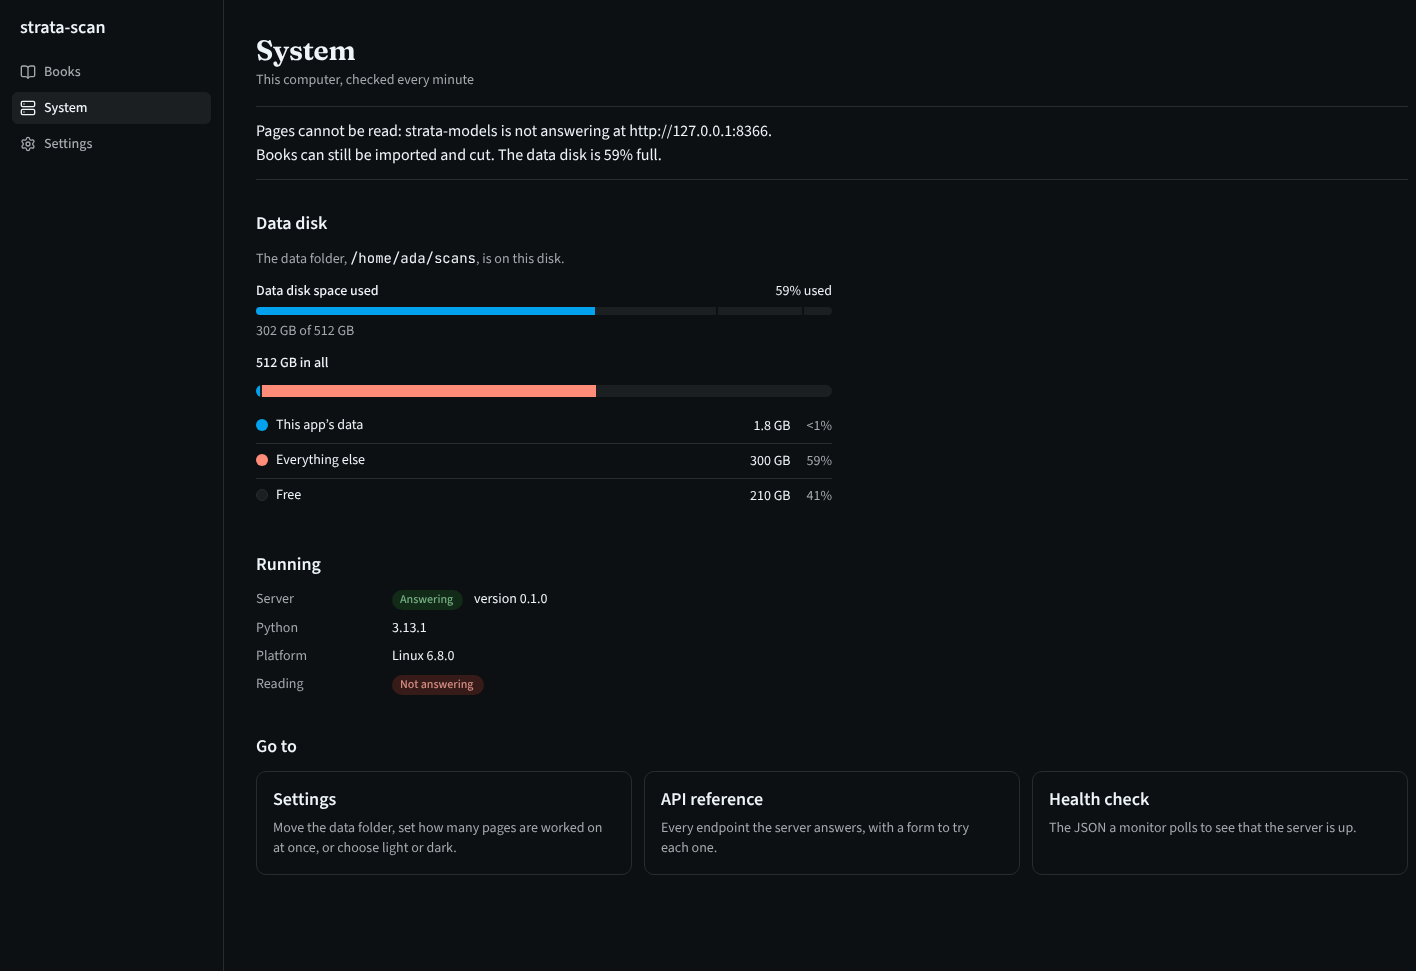 strata-scan
Books
System
Settings
System
This computer, checked every minute
Pages cannot be read: strata-models is not answering at http://127.0.0.1:8366.
Books can still be imported and cut. The data disk is 59% full.
Data disk
The data folder, /home/ada/scans, is on this disk.
Data disk space used 59% used
302 GB of 512 GB
512 GB in all
This app’s data 1.8 GB <1%
Everything else 300 GB 59%
Free 210 GB 41%
Running
Server Answering version 0.1.0
Python 3.13.1
Platform Linux 6.8.0
Reading Not answering
Go to
Settings
Move the data folder, set how many pages are worked on
at once, or choose light or dark.
API reference
Every endpoint the server answers, with a form to try
each one.
Health check
The JSON a monitor polls to see that the server is up.